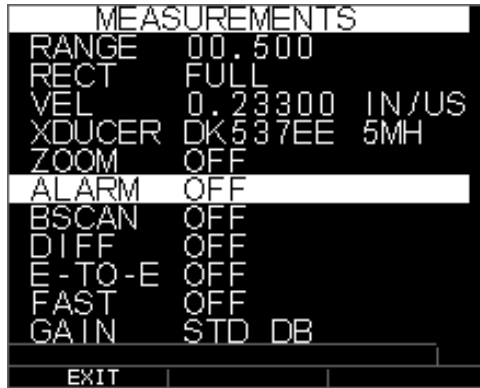 MEASUREMENTS
RANGE 00.500
RECT FULL
VEL 0.23300 IN/US
XDUCER DK537EE 5MH
ZOOM OFF
ALARM OFF
BSCAN OFF
DIFF OFF
E-TO-E OFF
FAST OFF
GAIN STD DB
EXIT